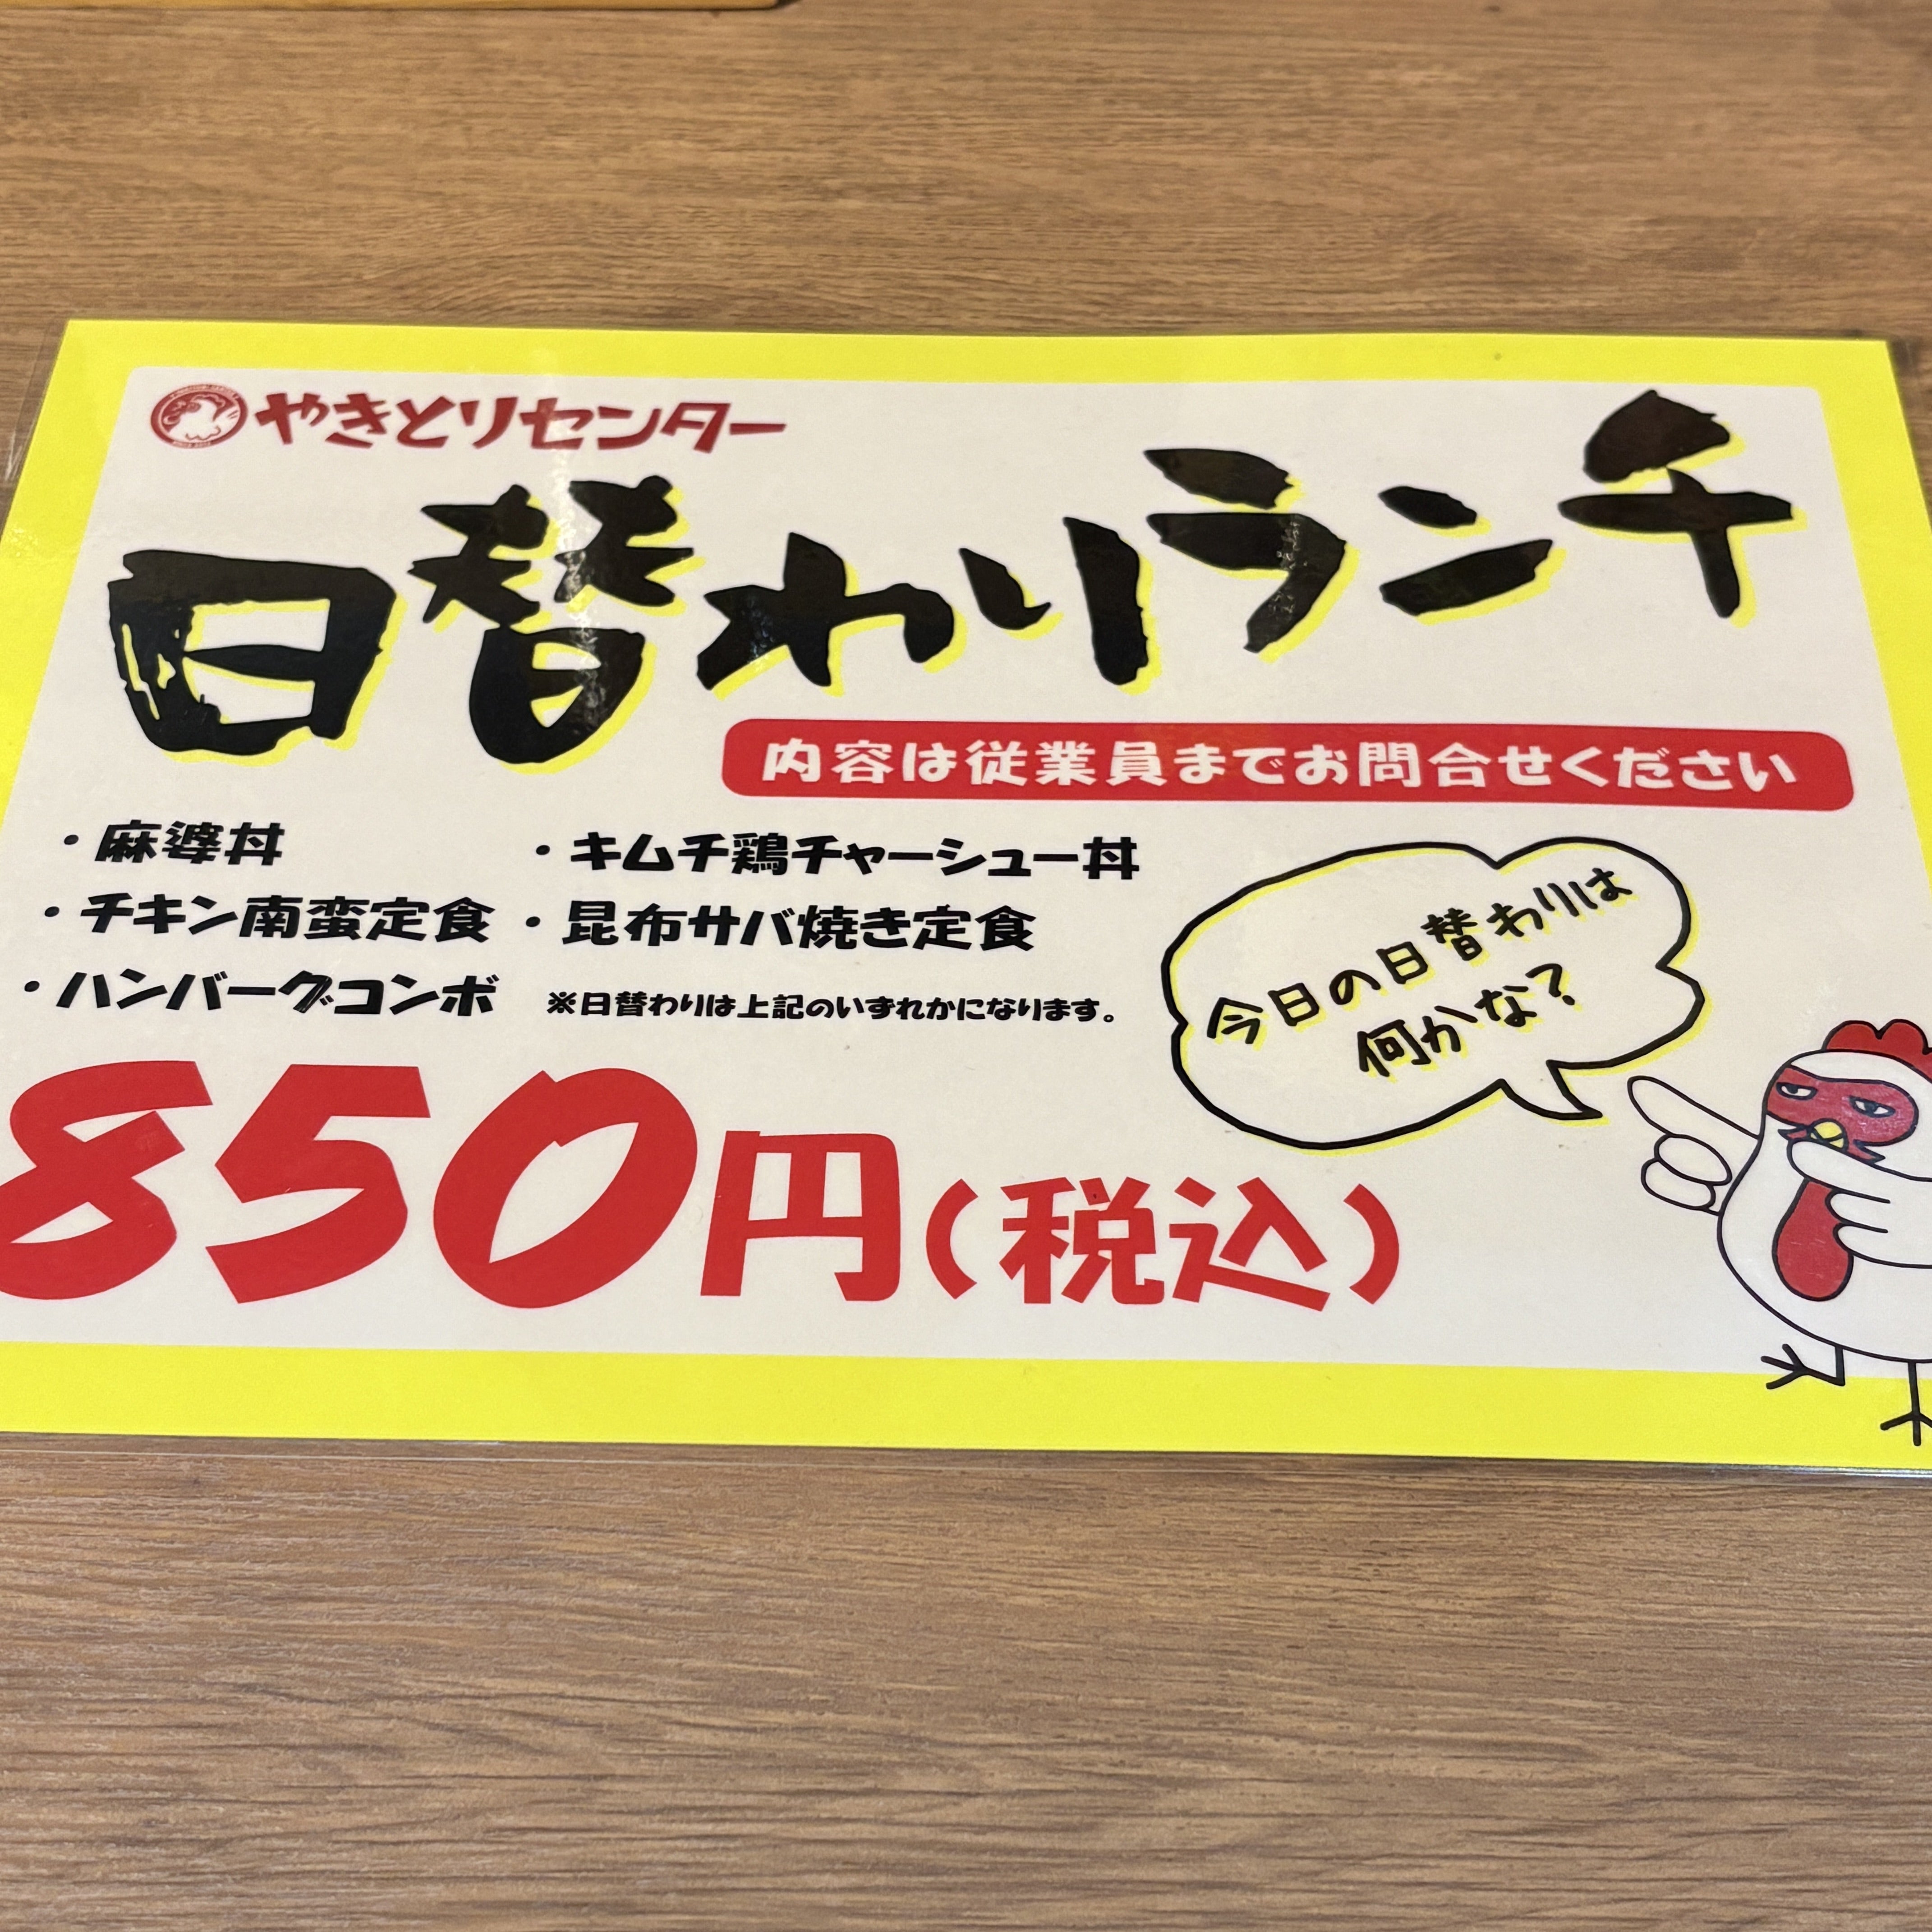 やきとりセンター
日替わりランチ
内容は従業員までお問合せください
・麻婆丼
・キムチ鶏チャーシュー丼
・チキン南蛮定食
・昆布サバ焼き定食
・ハンバーグコンボ
※日替わりは上記のいずれかになります。
今日の日替わりは
何かな?
850円(税込)